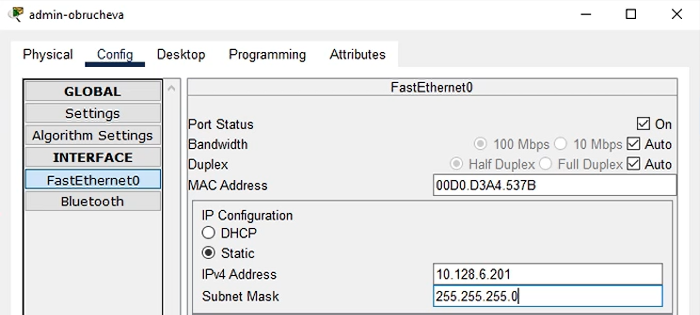 admin-obrucheva
Physical Config Desktop Programming Attributes
GLOBAL
Settings
Algorithm Settings
INTERFACE
FastEthernet0
Bluetooth
FastEthernet0
Port Status On
Bandwidth 100 Mbps 10 Mbps Auto
Duplex Half Duplex Full Duplex Auto
MAC Address 00D0.D3A4.537B
IP Configuration
DHCP
Static
IPv4 Address 10.128.6.201
Subnet Mask 255.255.255.0